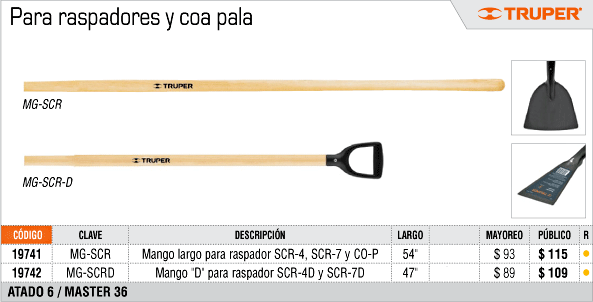 Para raspadores y coa pala
TRUPER®
TRUPER
MG-SCR
TRUPER
MG-SCR-D
CÓDIGO CLAVE DESCRIPCIÓN LARGO MAYOREO PÚBLICO R
19741 MG-SCR Mango largo para raspador SCR-4, SCR-7 y CO-P 54" $ 93 $ 115
19742 MG-SCRD Mango "D" para raspador SCR-4D y SCR-7D 47" $ 89 $ 109
ATADO 6 / MASTER 36